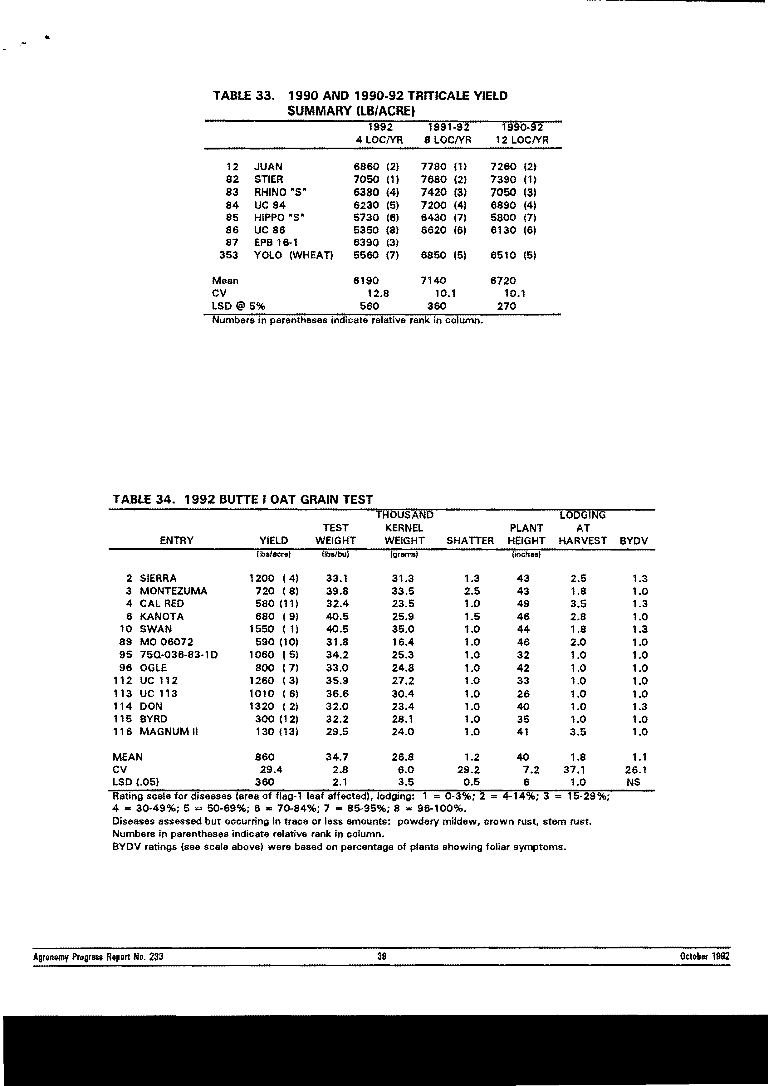 TABLE 33. 1990 AND 1990-92 TRITICALE YIELD
SUMMARY (LB/ACRE)
1992 1991-92 1990-92
4 LOC/YR 8 LOC/YR 12 LOC/YR
12 JUAN 6860 (2) 7780 (1) 7260 (2)
82 STIER 7050 (1) 7680 (2) 7390 (1)
83 RHINO "S" 6380 (4) 7420 (3) 7050 (3)
84 UC 84 6230 (5) 7200 (4) 6890 (4)
85 HIPPO "S" 5730 (6) 6430 (7) 5800 (7)
86 UC 86 5350 (8) 6620 (6) 6130 (6)
87 EPB 16-1 6390 (3)
353 YOLO (WHEAT) 5560 (7) 6850 (5) 6510 (5)
Mean 6190 7140 6720
CV 12.8 10.1 10.1
LSD @ 5% 560 360 270
Numbers in parentheses indicate relative rank in column.
TABLE 34. 1992 BUTTE I OAT GRAIN TEST
THOUSAND LODGING
TEST KERNEL PLANT AT
ENTRY YIELD WEIGHT WEIGHT SHATTER HEIGHT HARVEST BYDV
(lbs/acre) (lbs/bu) (grams) (inches)
2 SIERRA 1200 ( 4) 33.1 31.3 1.3 43 2.5 1.3
3 MONTEZUMA 720 ( 8) 39.8 33.5 2.5 43 1.8 1.0
4 CAL RED 580 (11) 32.4 23.5 1.0 49 3.5 1.3
6 KANOTA 680 ( 9) 40.5 25.9 1.5 46 2.8 1.0
10 SWAN 1550 ( 1) 40.5 35.0 1.0 44 1.8 1.3
89 MO 06072 590 (10) 31.8 16.4 1.0 46 2.0 1.0
95 75Q-036-83-1D 1060 ( 5) 34.2 25.3 1.0 32 1.0 1.0
96 OGLE 800 ( 7) 33.0 24.8 1.0 42 1.0 1.0
112 UC 112 1260 ( 3) 35.9 27.2 1.0 33 1.0 1.0
113 UC 113 1010 ( 6) 36.6 30.4 1.0 26 1.0 1.0
114 DON 1320 ( 2) 32.0 23.4 1.0 40 1.0 1.3
115 BYRD 300 (12) 32.2 28.1 1.0 35 1.0 1.0
116 MAGNUM II 130 (13) 29.5 24.0 1.0 41 3.5 1.0
MEAN 860 34.7 26.8 1.2 40 1.8 1.1
CV 29.4 2.8 6.0 29.2 7.2 37.1 26.1
LSD (.05) 360 2.1 3.5 0.5 6 1.0 NS
Rating scale for diseases (area of flag-1 leaf affected), lodging: 1 = 0-3%; 2 = 4-14%; 3 = 15-29%;
4 = 30-49%; 5 = 50-69%; 6 = 70-84%; 7 = 85-95%; 8 = 96-100%.
Diseases assessed but occurring in trace or less amounts: powdery mildew, crown rust, stem rust.
Numbers in parentheses indicate relative rank in column.
BYDV ratings (see scale above) were based on percentage of plants showing foliar symptoms.
Agronomy Progress Report No. 233 39 October 1992